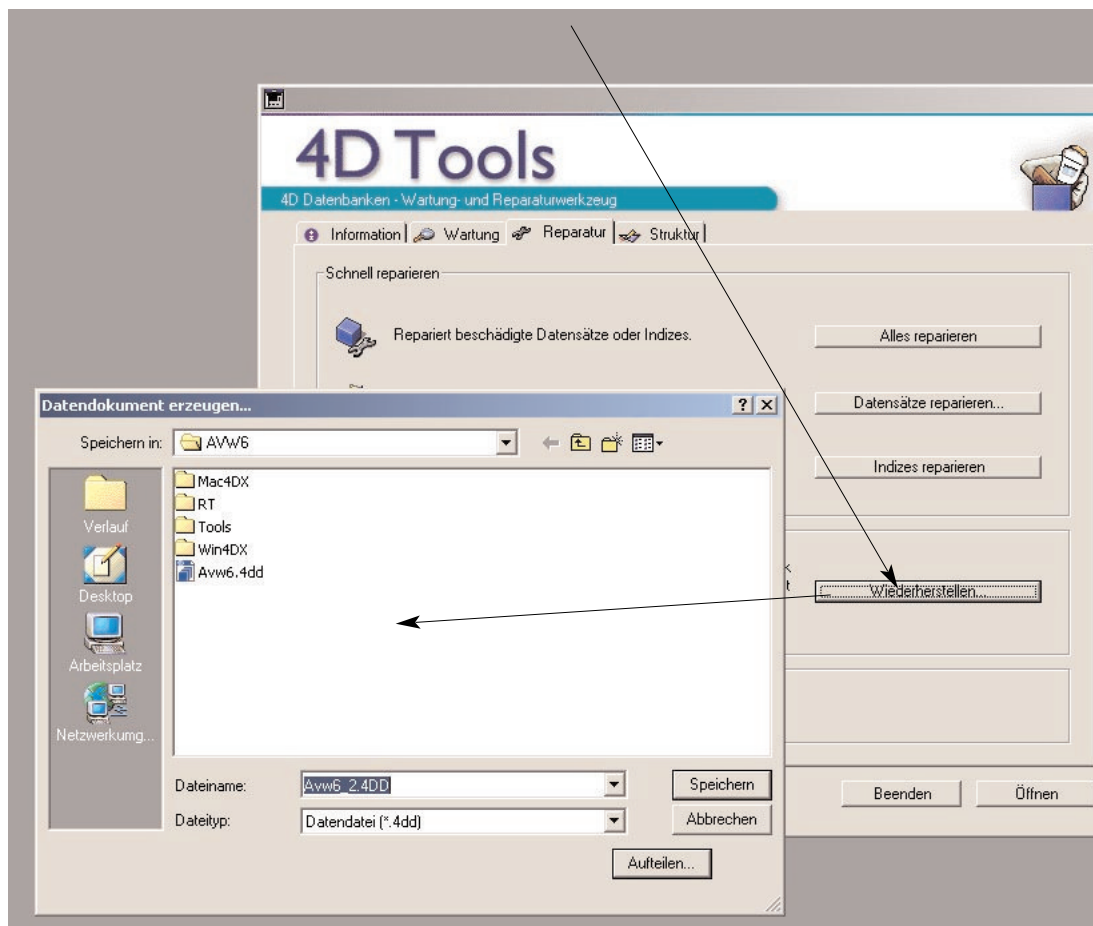 4D Tools
4D Datenbanken - Wartung- und Reparaturwerkzeug
Information Wartung Reparatur Struktur
Schnell reparieren
Repariert beschädigte Datensätze oder Indizes.
Alles reparieren
Datensätze reparieren...
Indizes reparieren
Wiederherstellen...
Beenden
Öffnen
Datendokument erzeugen...
Speichern in:
AVW6
Verlauf
Desktop
Arbeitsplatz
Netzwerkumg...
Mac4DX
RT
Tools
Win4DX
Avw6.4dd
Dateiname:
Avw6_2.4DD
Speichern
Dateityp:
Datendatei (*.4dd)
Abbrechen
Aufteilen...